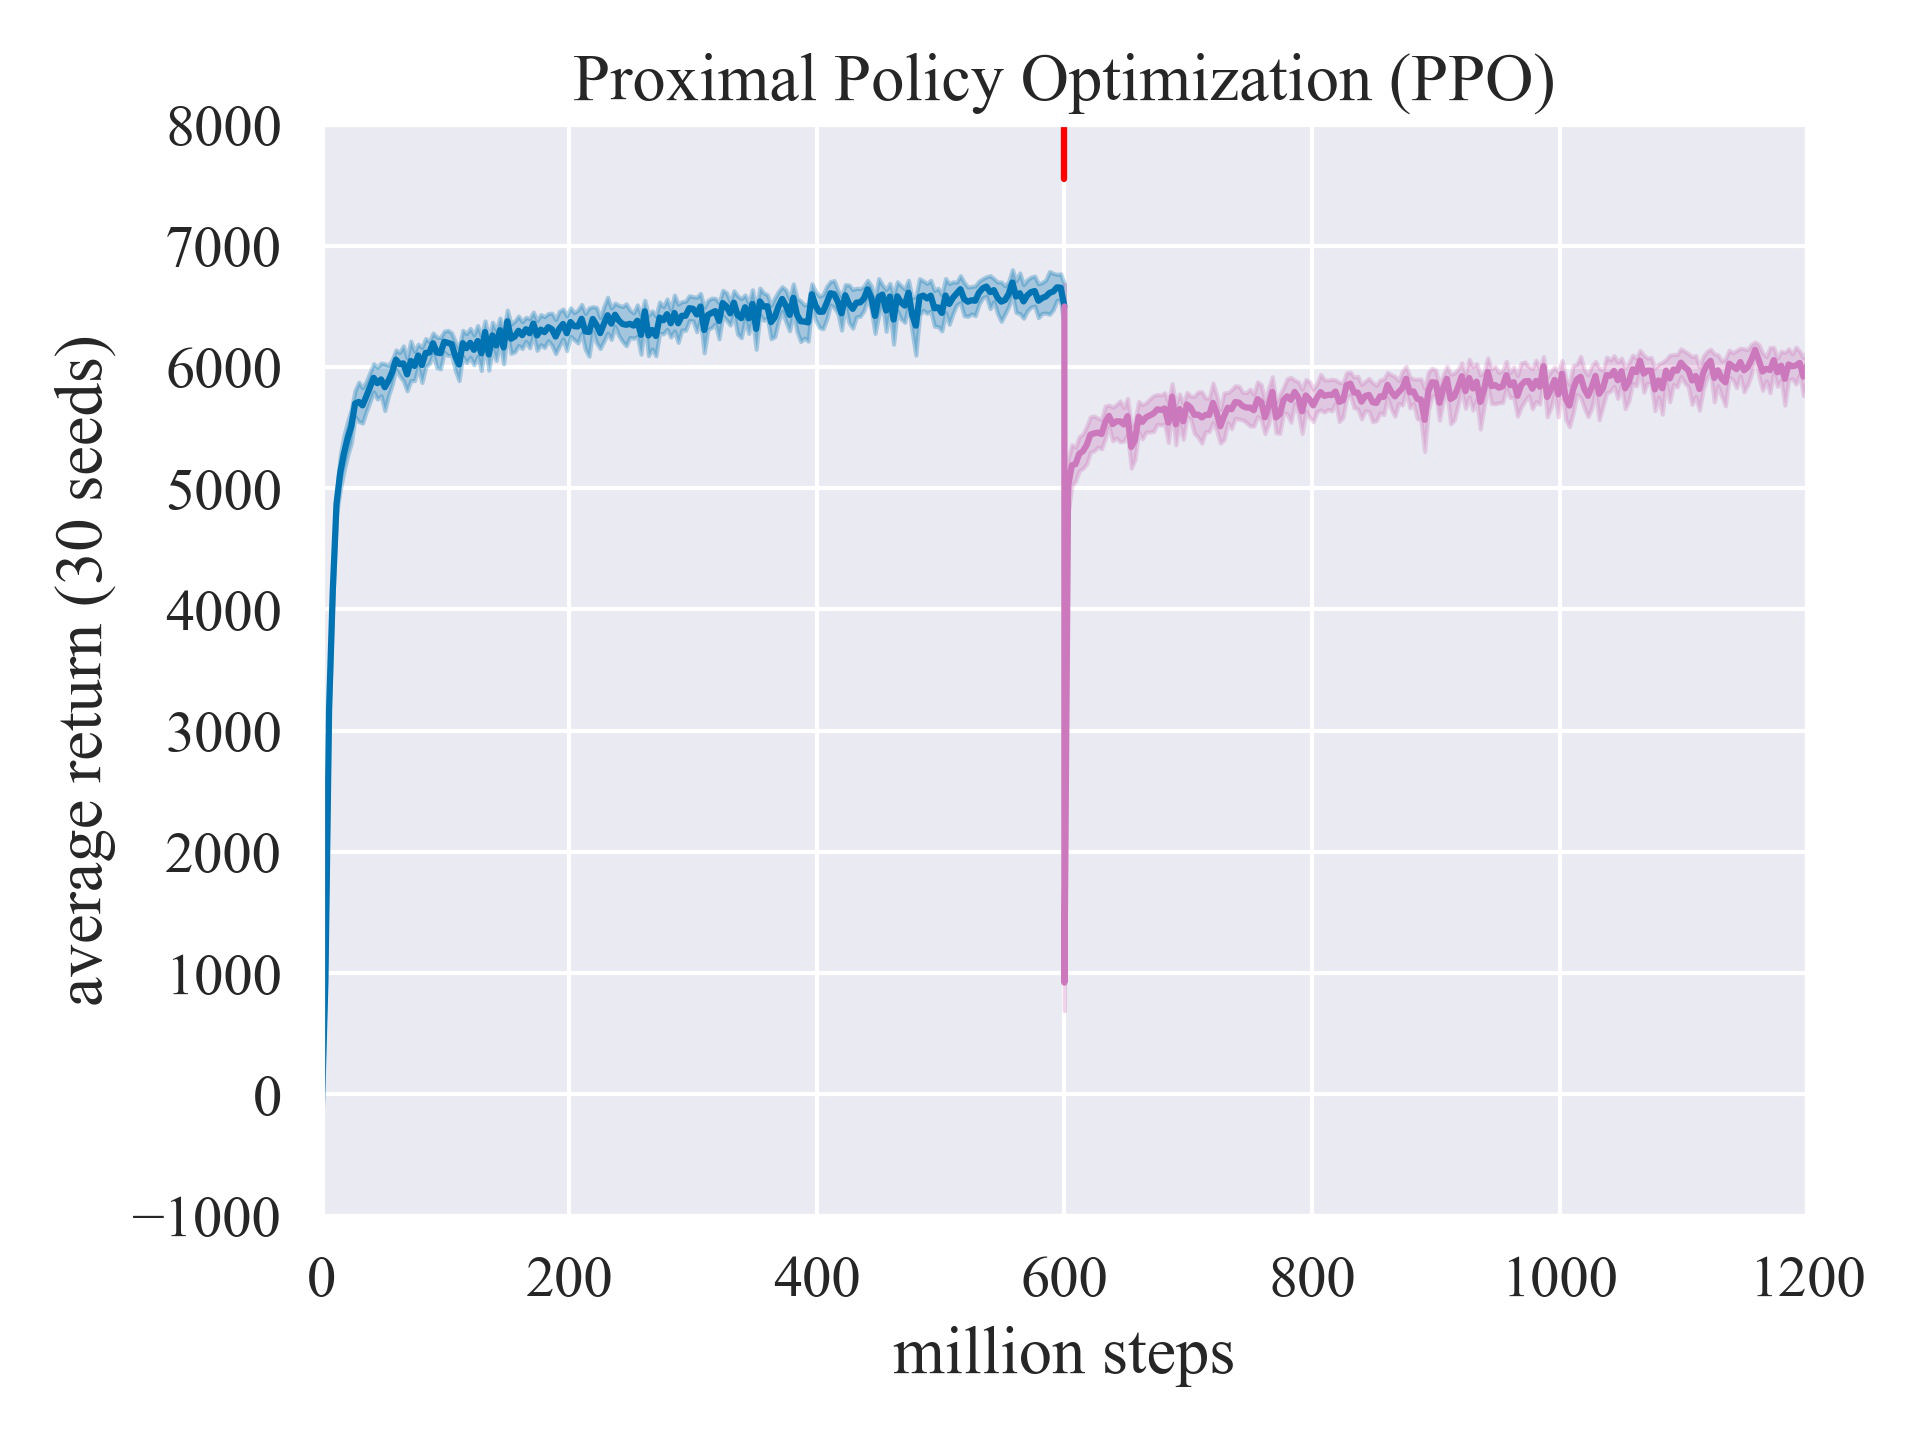 Proximal Policy Optimization (PPO)
8000
7000
6000
5000
4000
3000
2000
1000
0
−1000
average return (30 seeds)
0 200 400 600 800 1000 1200
million steps